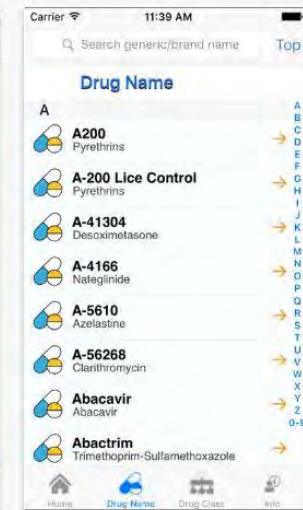 Carrier 11:39 AM
Search generic/brand name Top
Drug Name
A
A200
Pyrethrins
A-200 Lice Control
Pyrethrins
A-41304
Desoximetasone
A-4166
Nateglinide
A-5610
Azelastine
A-56268
Clarithromycin
Abacavir
Abacavir
Abactrim
Trimethoprim-Sulfamethoxazole
A
B
C
D
E
F
G
H
I
J
K
L
M
N
O
P
Q
R
S
T
U
V
W
X
Y
Z
0-9
Home Drug Name Drug Class Info